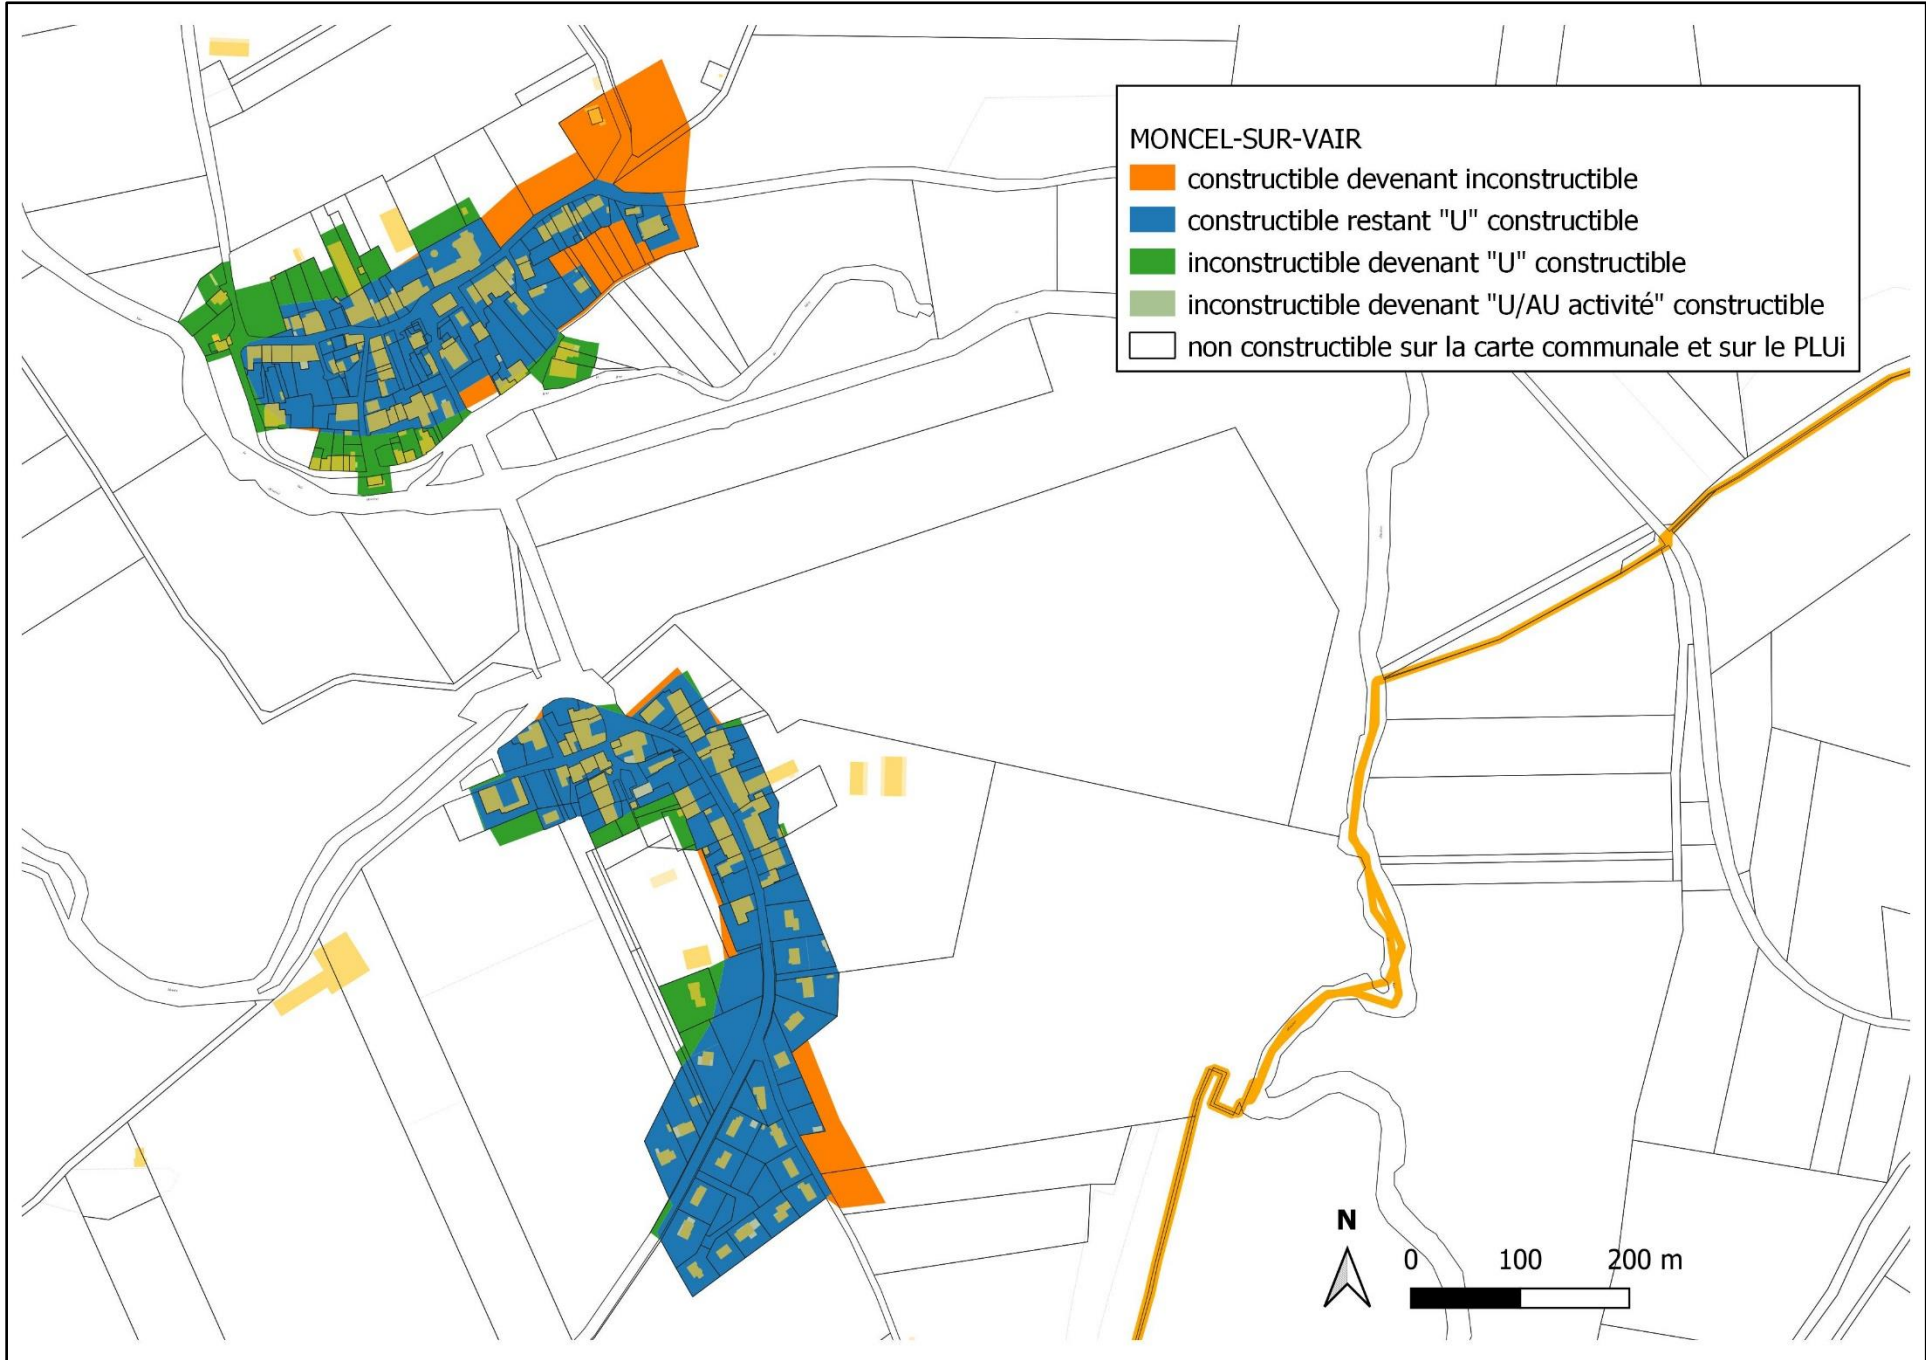 MONCEL-SUR-VAIR
constructible devenant inconstructible
constructible restant "U" constructible
inconstructible devenant "U" constructible
inconstructible devenant "U/AU activité" constructible
non constructible sur la carte communale et sur le PLUi
N
0 100 200 m